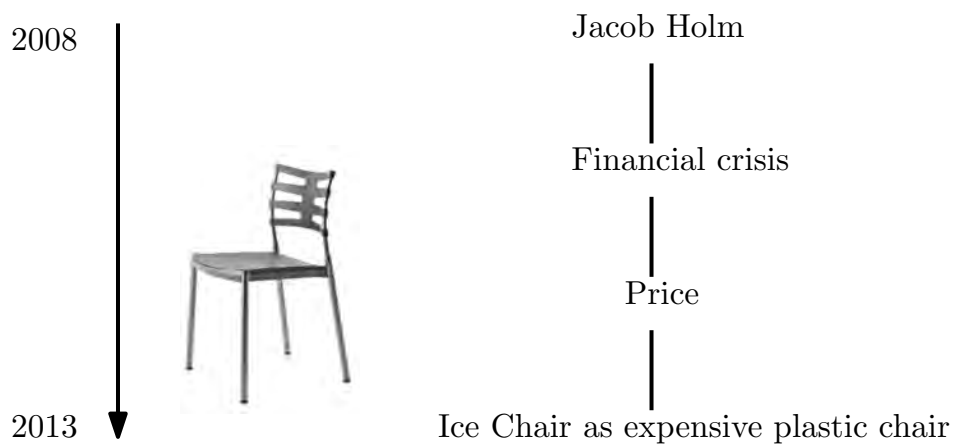 2008
Jacob Holm
Financial crisis
Price
2013
Ice Chair as expensive plastic chair